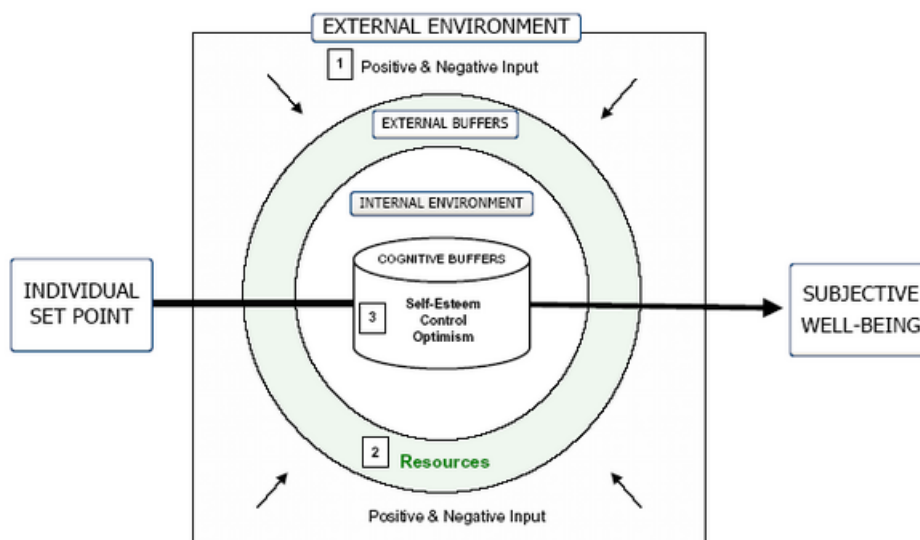 EXTERNAL ENVIRONMENT
1 Positive & Negative Input
EXTERNAL BUFFERS
INTERNAL ENVIRONMENT
COGNITIVE BUFFERS
INDIVIDUAL
SET POINT
3 Self-Esteem
Control
Optimism
SUBJECTIVE
WELL-BEING
2 Resources
Positive & Negative Input